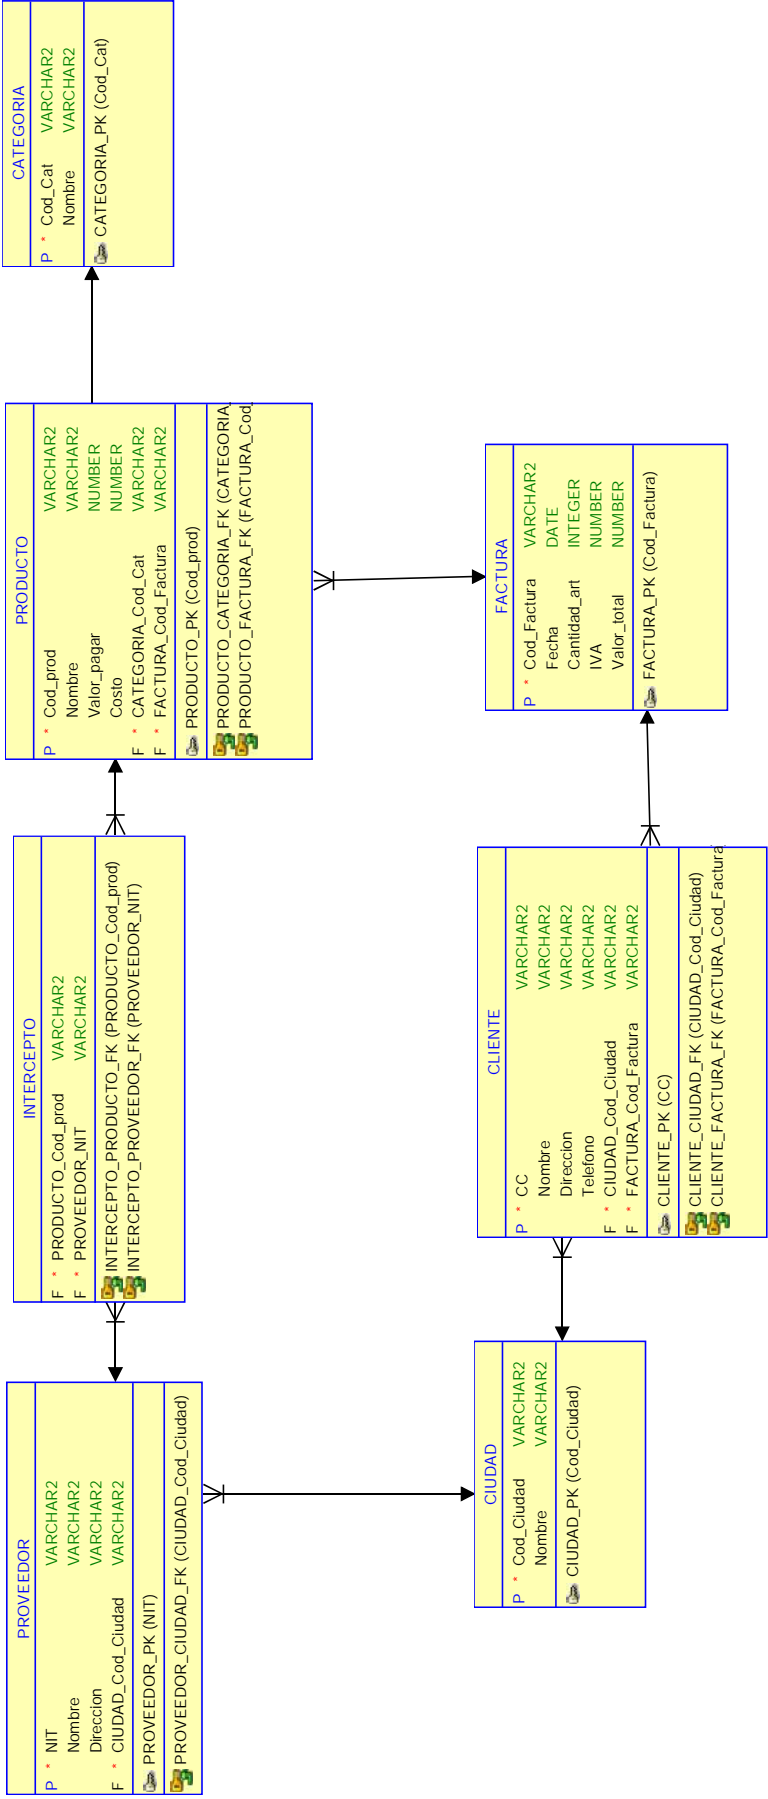 PROVEEDOR
P * NIT VARCHAR2
Nombre VARCHAR2
Direccion VARCHAR2
F * CIUDAD_Cod_Ciudad VARCHAR2
PROVEEDOR_PK (NIT)
PROVEEDOR_CIUDAD_FK (CIUDAD_Cod_Ciudad)
INTERCEPTO
F * PRODUCTO_Cod_prod VARCHAR2
F * PROVEEDOR_NIT VARCHAR2
INTERCEPTO_PRODUCTO_FK (PRODUCTO_Cod_prod)
INTERCEPTO_PROVEEDOR_FK (PROVEEDOR_NIT)
PRODUCTO
P * Cod_prod VARCHAR2
Nombre VARCHAR2
Valor_pagar NUMBER
Costo NUMBER
F * CATEGORIA_Cod_Cat VARCHAR2
F * FACTURA_Cod_Factura VARCHAR2
PRODUCTO_PK (Cod_prod)
PRODUCTO_CATEGORIA_FK (CATEGORIA_
PRODUCTO_FACTURA_FK (FACTURA_Cod_
CATEGORIA
P * Cod_Cat VARCHAR2
Nombre VARCHAR2
CATEGORIA_PK (Cod_Cat)
CIUDAD
P * Cod_Ciudad VARCHAR2
Nombre VARCHAR2
CIUDAD_PK (Cod_Ciudad)
CLIENTE
P * CC VARCHAR2
Nombre VARCHAR2
Direccion VARCHAR2
Telefono VARCHAR2
F * CIUDAD_Cod_Ciudad VARCHAR2
F * FACTURA_Cod_Factura VARCHAR2
CLIENTE_PK (CC)
CLIENTE_CIUDAD_FK (CIUDAD_Cod_Ciudad)
CLIENTE_FACTURA_FK (FACTURA_Cod_Factura
FACTURA
P * Cod_Factura VARCHAR2
Fecha DATE
Cantidad_art INTEGER
IVA NUMBER
Valor_total NUMBER
FACTURA_PK (Cod_Factura)